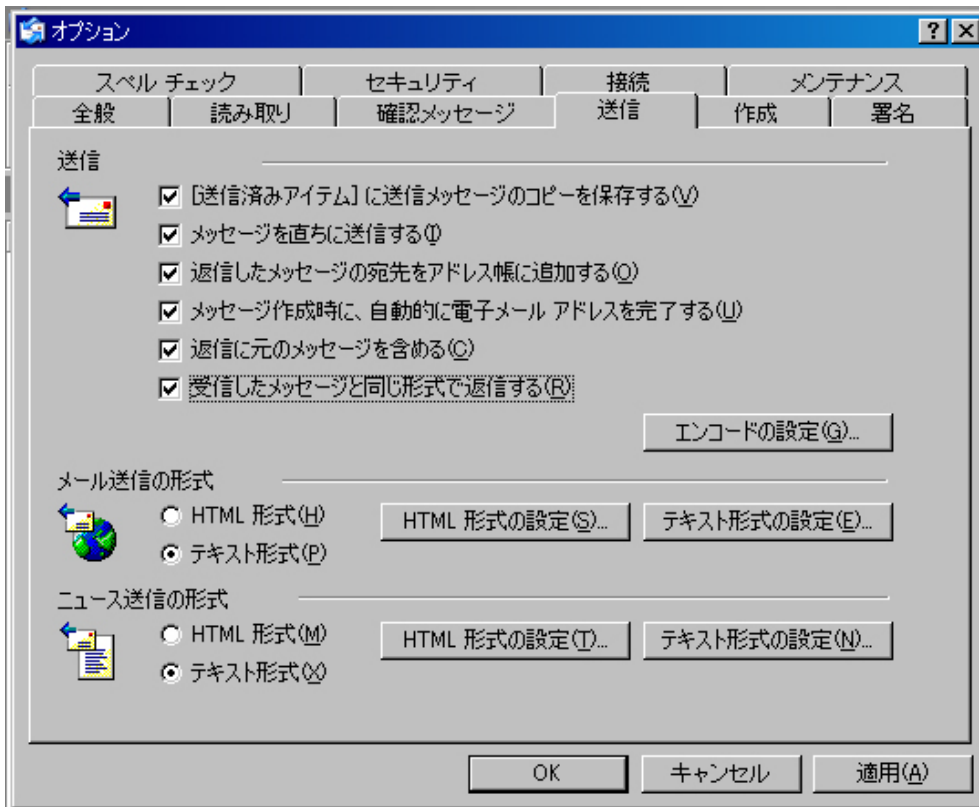 オプション
スペル チェック セキュリティ 接続 メンテナンス
全般 読み取り 確認メッセージ 送信 作成 署名
送信
[送信済みアイテム] に送信メッセージのコピーを保存する(V)
メッセージを直ちに送信する(I)
返信したメッセージの宛先をアドレス帳に追加する(O)
メッセージ作成時に、自動的に電子メール アドレスを完了する(U)
返信に元のメッセージを含める(C)
受信したメッセージと同じ形式で返信する(R)
エンコードの設定(G)...
メール送信の形式
HTML 形式(H) HTML 形式の設定(S)... テキスト形式の設定(E)...
テキスト形式(P)
ニュース送信の形式
HTML 形式(M) HTML 形式の設定(T)... テキスト形式の設定(N)...
テキスト形式(X)
OK キャンセル 適用(A)